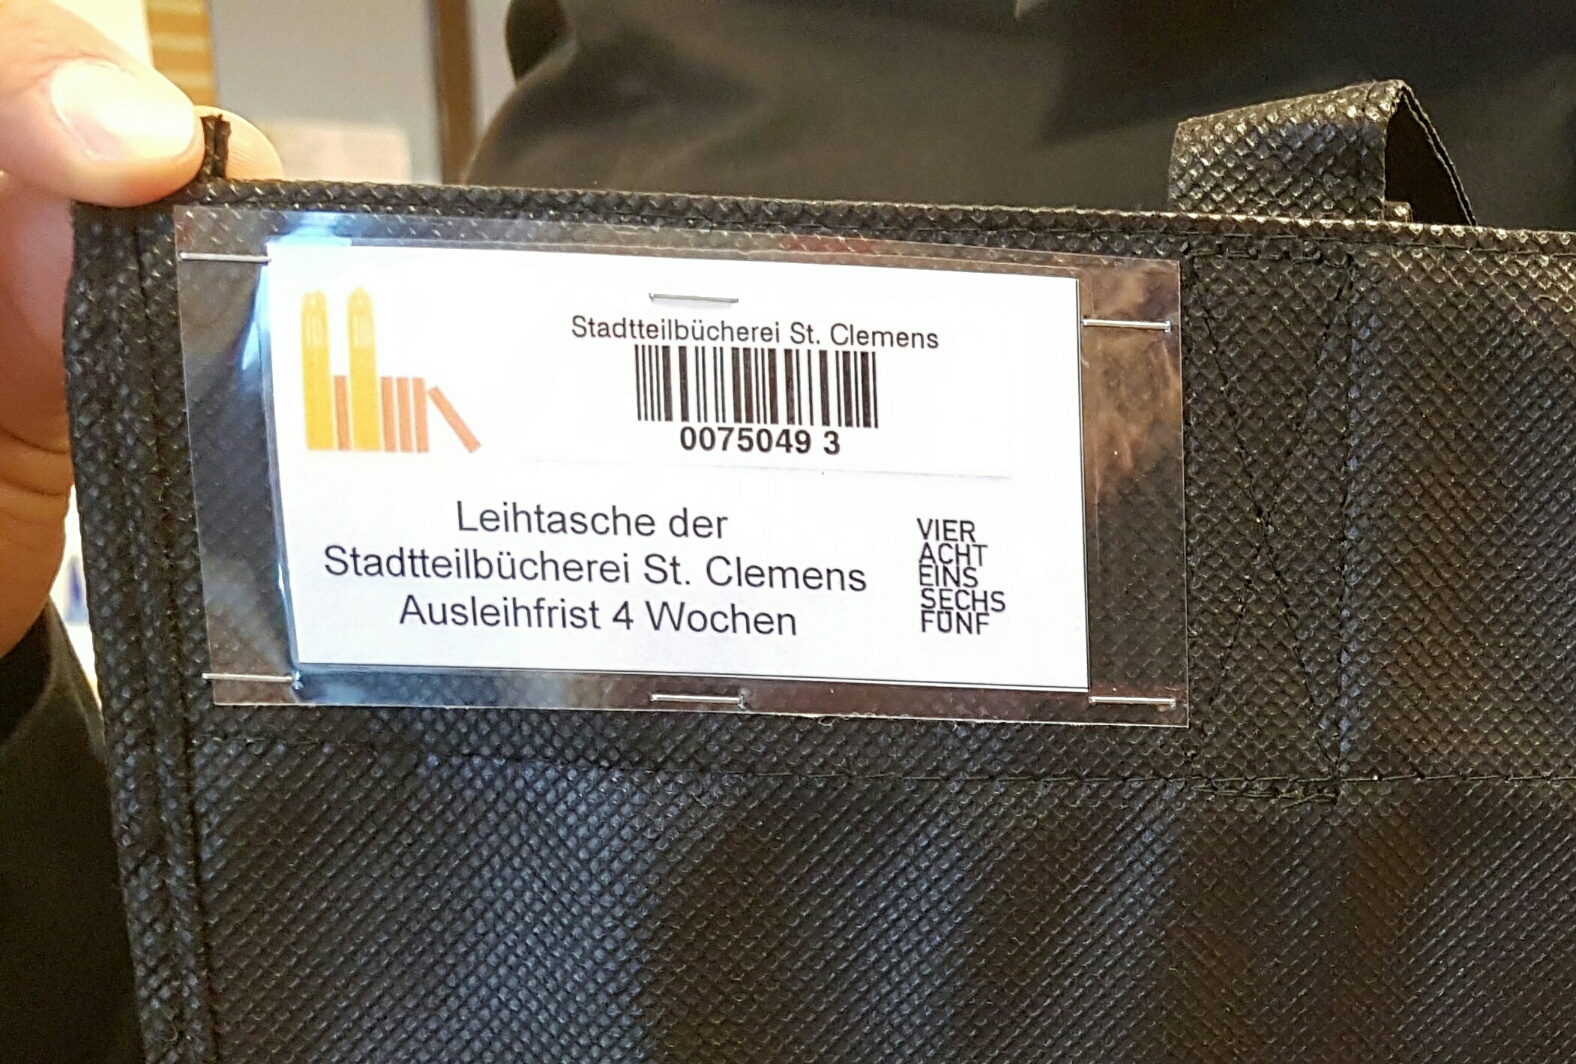 Stadtteilbücherei St. Clemens
0075049 3
Leihtasche der
Stadtteilbücherei St. Clemens
Ausleihfrist 4 Wochen
VIER
ACHT
EINS
SECHS
FÜNF